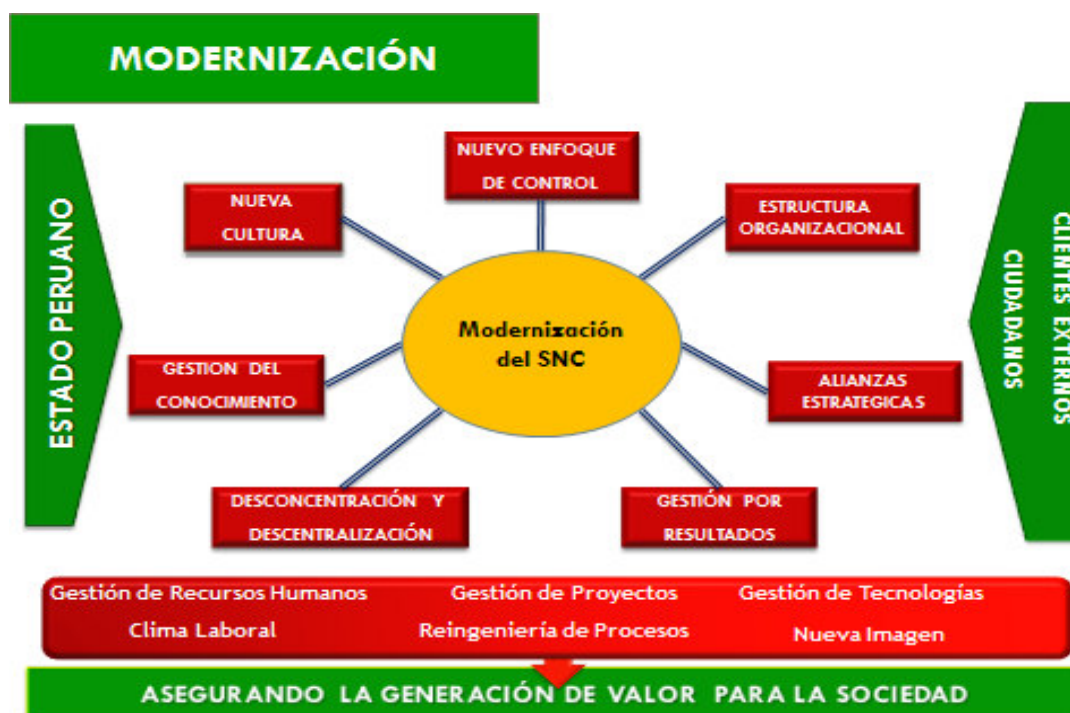 MODERNIZACIÓN
ESTADO PERUANO
NUEVO ENFOQUE
DE CONTROL
NUEVA
CULTURA
ESTRUCTURA
ORGANIZACIONAL
CLIENTES EXTERNOS
CIUDADANOS
Modernización
del SNC
GESTION DEL
CONOCIMIENTO
ALIANZAS
ESTRATEGICAS
DESCONCENTRACIÓN Y
DESCENTRALIZACIÓN
GESTIÓN POR
RESULTADOS
Gestión de Recursos Humanos
Gestión de Proyectos
Gestión de Tecnologías
Clima Laboral
Reingeniería de Procesos
Nueva Imagen
ASEGURANDO LA GENERACIÓN DE VALOR PARA LA SOCIEDAD